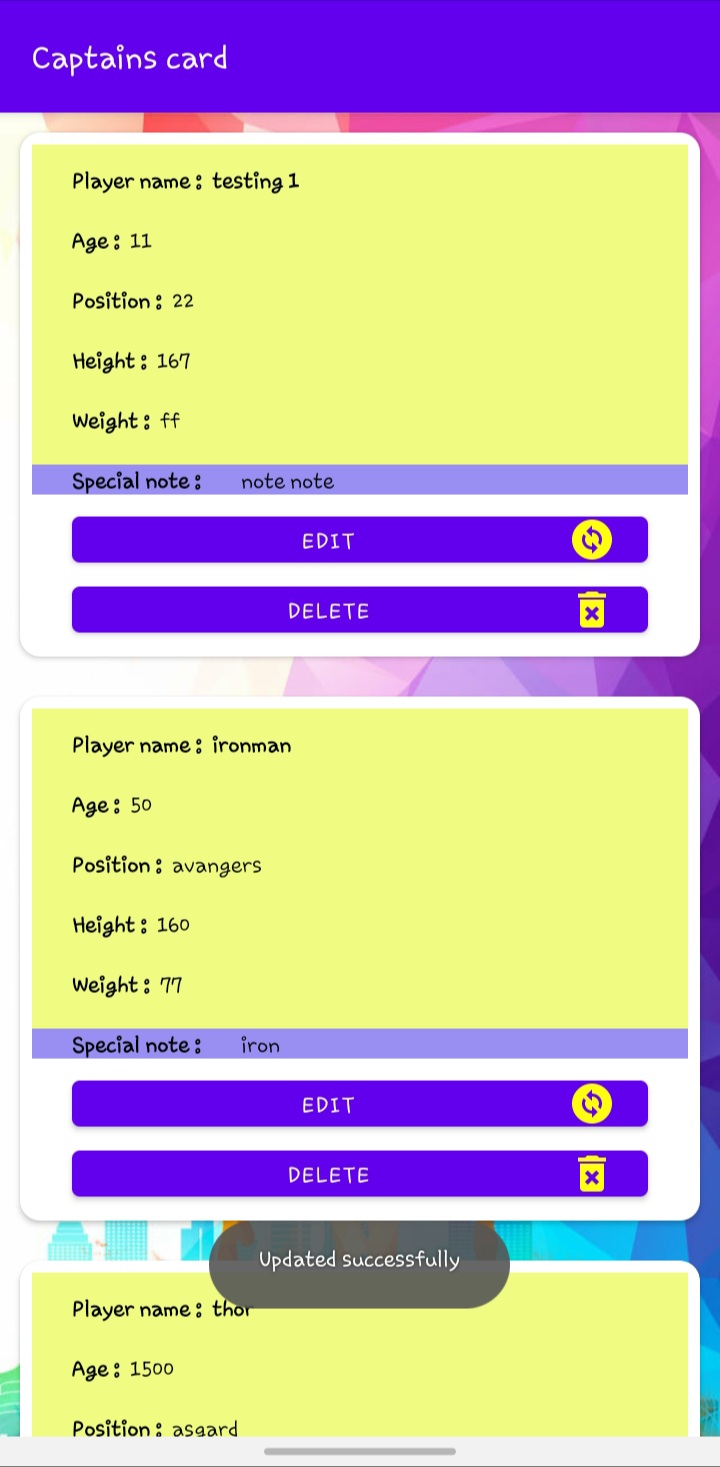 Captains card
Player name : testing 1
Age : 11
Position : 22
Height : 167
Weight : ff
Special note : note note
EDIT
DELETE
Player name : ironman
Age : 50
Position : avangers
Height : 160
Weight : 77
Special note : iron
EDIT
DELETE
Updated successfully
Player name : thor
Age : 1500
Position : asgard